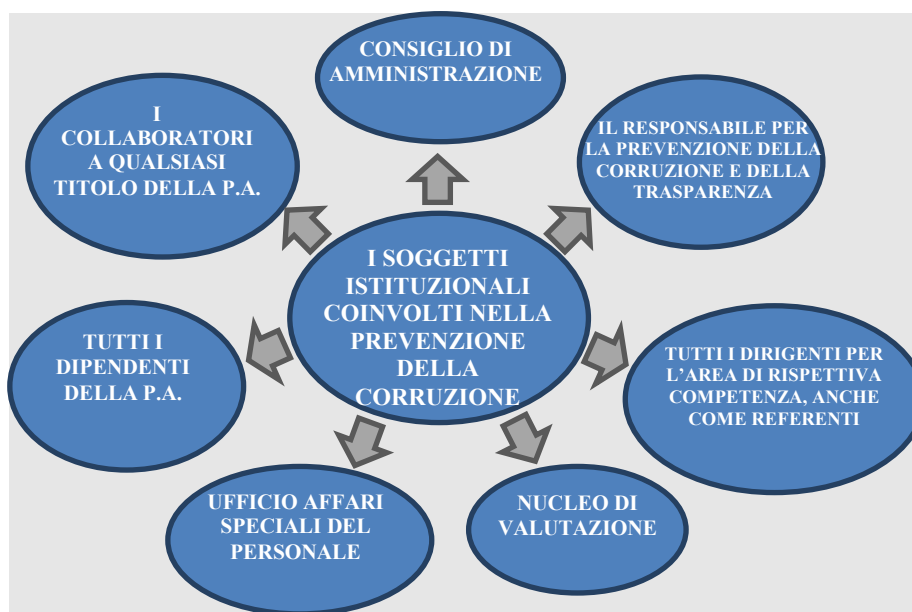 CONSIGLIO DI
AMMINISTRAZIONE
I
COLLABORATORI
A QUALSIASI
TITOLO DELLA P.A.
IL RESPONSABILE PER
LA PREVENZIONE DELLA
CORRUZIONE E DELLA
TRASPARENZA
I SOGGETTI
ISTITUZIONALI
COINVOLTI NELLA
PREVENZIONE
DELLA
CORRUZIONE
TUTTI I
DIPENDENTI
DELLA P.A.
TUTTI I DIRIGENTI PER
L’AREA DI RISPETTIVA
COMPETENZA, ANCHE
COME REFERENTI
UFFICIO AFFARI
SPECIALI DEL
PERSONALE
NUCLEO DI
VALUTAZIONE